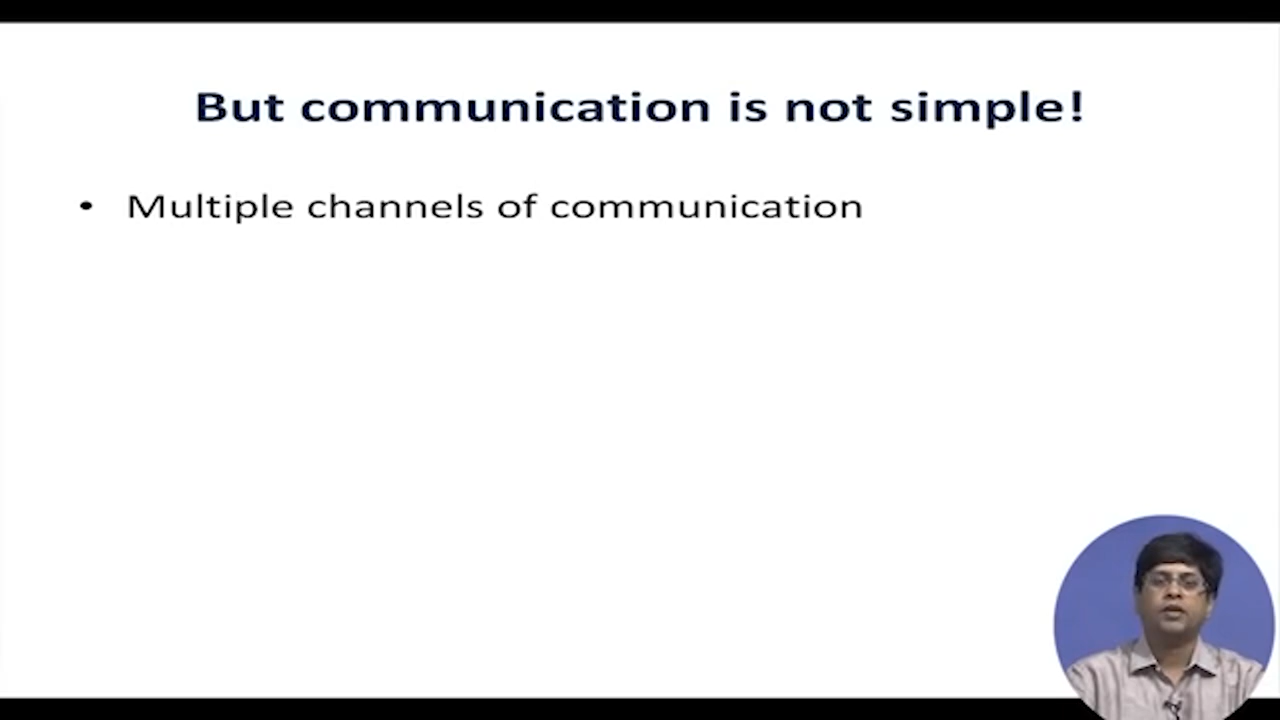 But communication is not simple!
• Multiple channels of communication